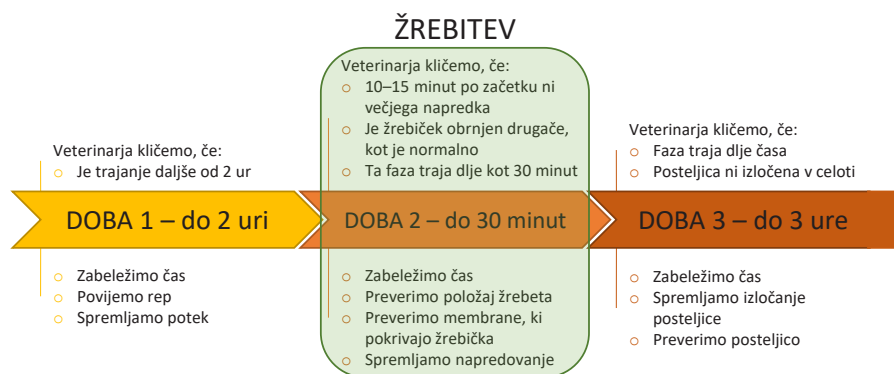 ŽREBITEV
Veterinarja kličemo, če:
Je trajanje daljše od 2 ur
DOBA 1 – do 2 uri
Zabeležimo čas
Povijemo rep
Spremljamo potek
Veterinarja kličemo, če:
10–15 minut po začetku ni
večjega napredka
Je žrebiček obrnjen drugače,
kot je normalno
Ta faza traja dlje kot 30 minut
DOBA 2 – do 30 minut
Zabeležimo čas
Preverimo položaj žrebeta
Preverimo membrane, ki
pokrivajo žrebička
Spremljamo napredovanje
Veterinarja kličemo, če:
Faza traja dlje časa
Posteljica ni izločena v celoti
DOBA 3 – do 3 ure
Zabeležimo čas
Spremljamo izločanje
posteljice
Preverimo posteljico